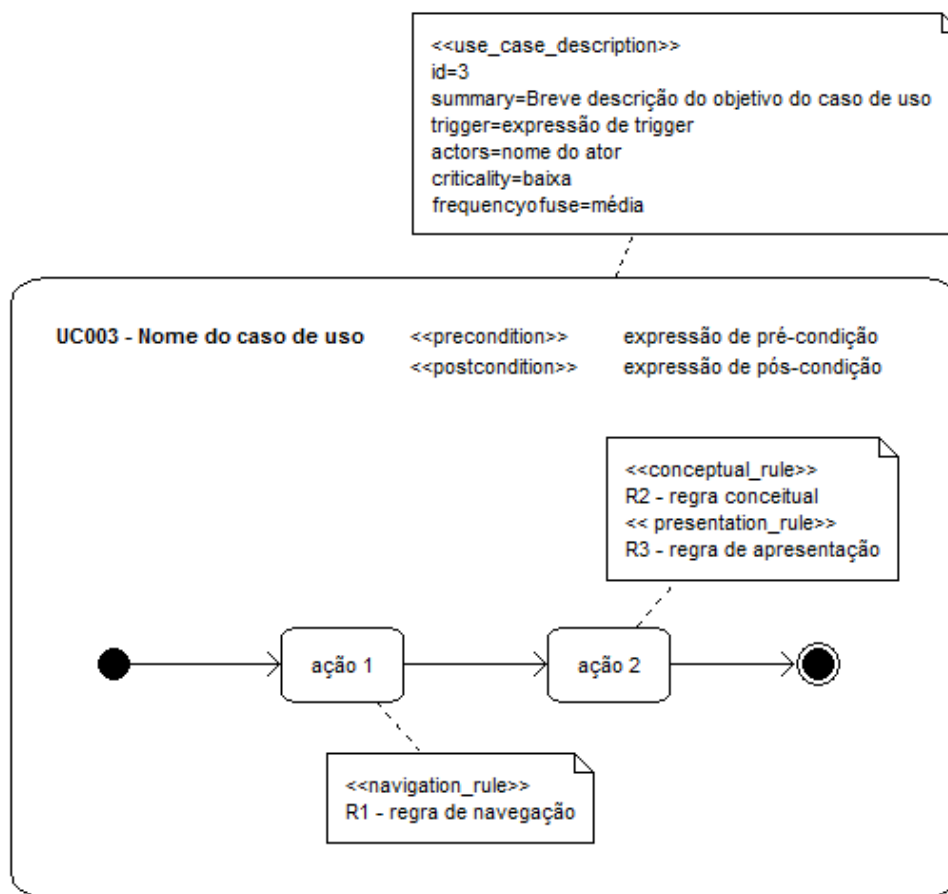 <<use_case_description>>
id=3
summary=Breve descrição do objetivo do caso de uso
trigger=expressão de trigger
actors=nome do ator
criticality=baixa
frequencyofuse=média
UC003 - Nome do caso de uso <<precondition>> expressão de pré-condição
<<postcondition>> expressão de pós-condição
<<conceptual_rule>>
R2 - regra conceitual
<< presentation_rule>>
R3 - regra de apresentação
ação 1
ação 2
<<navigation_rule>>
R1 - regra de navegação